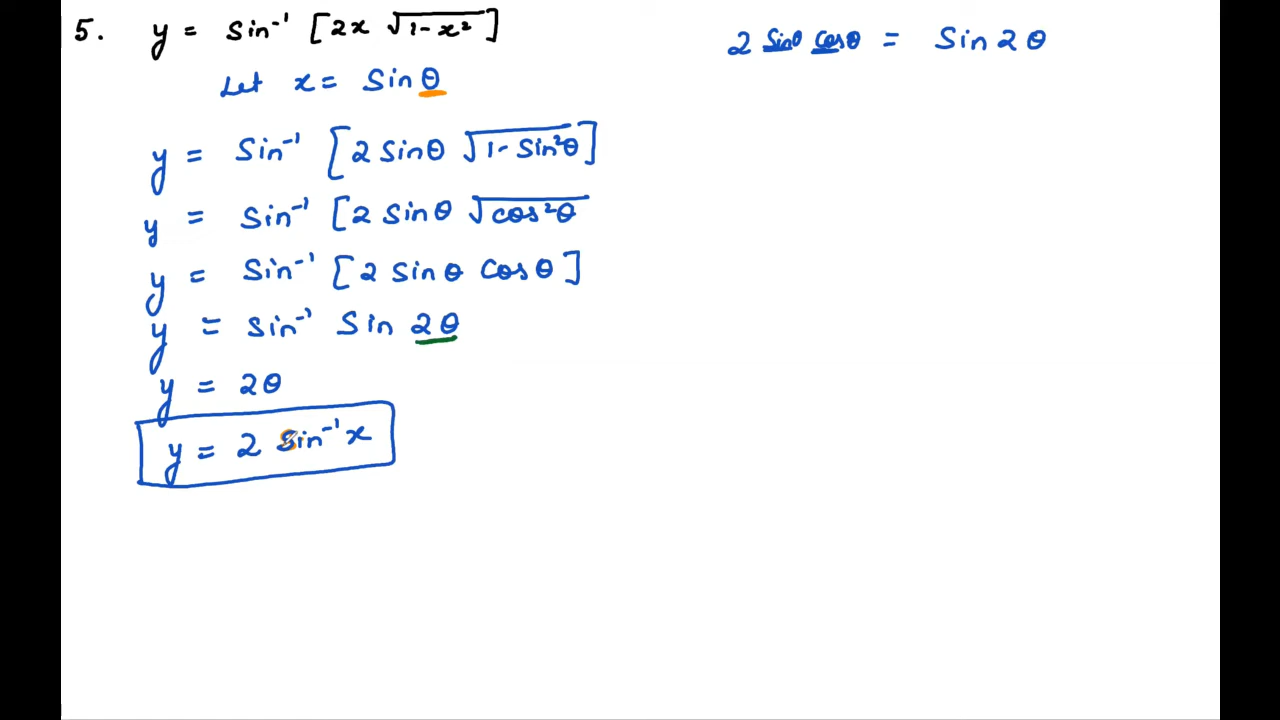 5. y = Sin⁻¹ [2x √(1-x²)]
2 Sinθ Cosθ = Sin 2θ
Let x = Sin θ
y = Sin⁻¹ [2 Sinθ √(1-Sin²θ)]
y = Sin⁻¹ [2 Sinθ √(Cos²θ)
y = Sin⁻¹ [2 Sinθ Cosθ]
y = Sin⁻¹ Sin 2θ
y = 2θ
y = 2 Sin⁻¹x